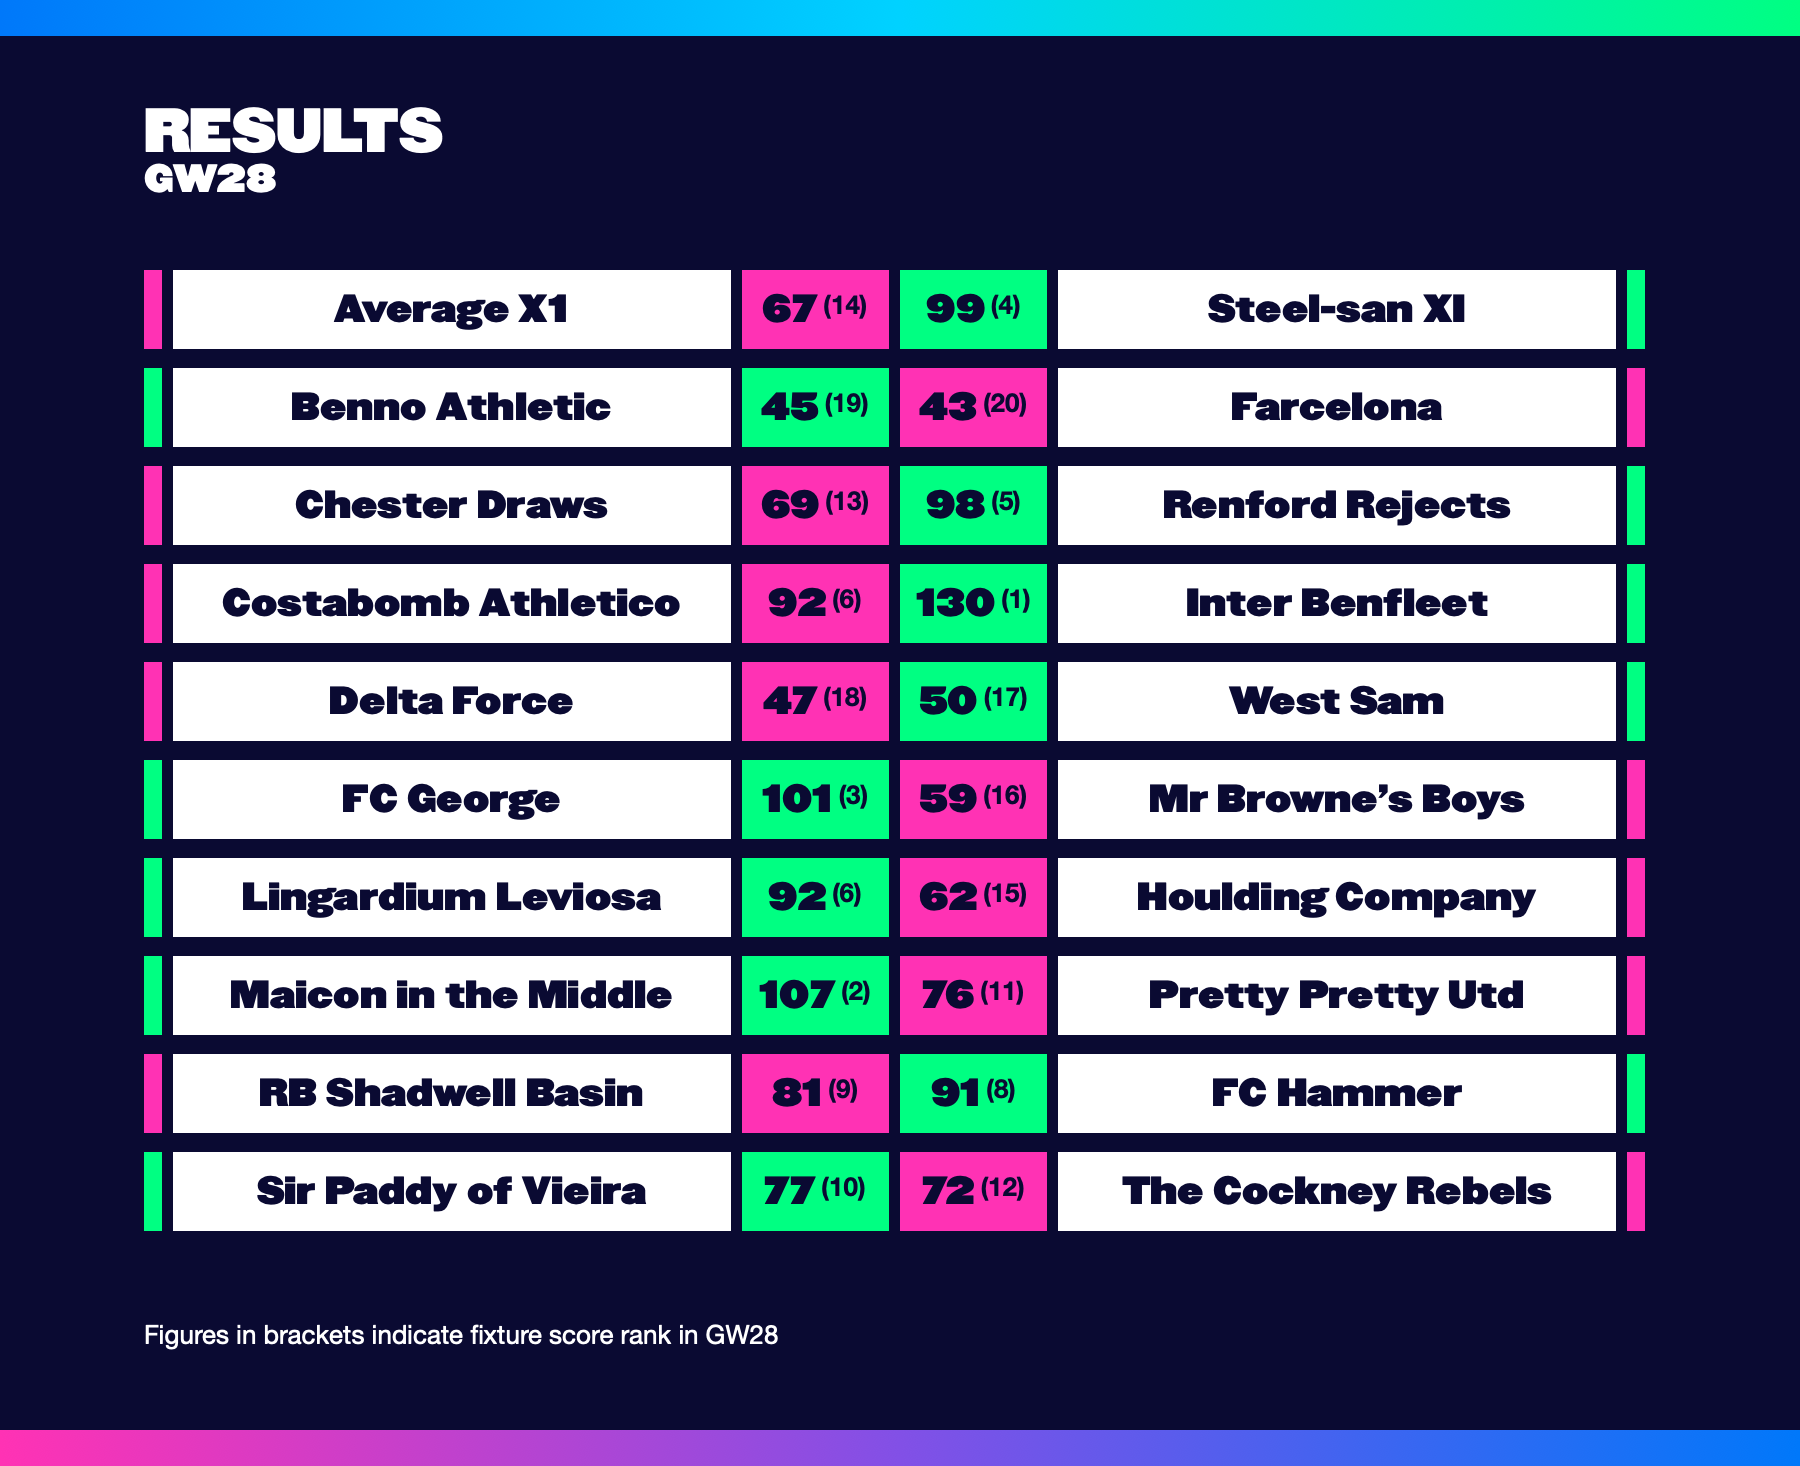 RESULTS
GW28
Average X1 67 (14) 99 (4) Steel-san XI
Benno Athletic 45 (19) 43 (20) Farcelona
Chester Draws 69 (13) 98 (5) Renford Rejects
Costabomb Athletico 92 (6) 130 (1) Inter Benfleet
Delta Force 47 (18) 50 (17) West Sam
FC George 101 (3) 59 (16) Mr Browne’s Boys
Lingardium Leviosa 92 (6) 62 (15) Houlding Company
Maicon in the Middle 107 (2) 76 (11) Pretty Pretty Utd
RB Shadwell Basin 81 (9) 91 (8) FC Hammer
Sir Paddy of Vieira 77 (10) 72 (12) The Cockney Rebels
Figures in brackets indicate fixture score rank in GW28